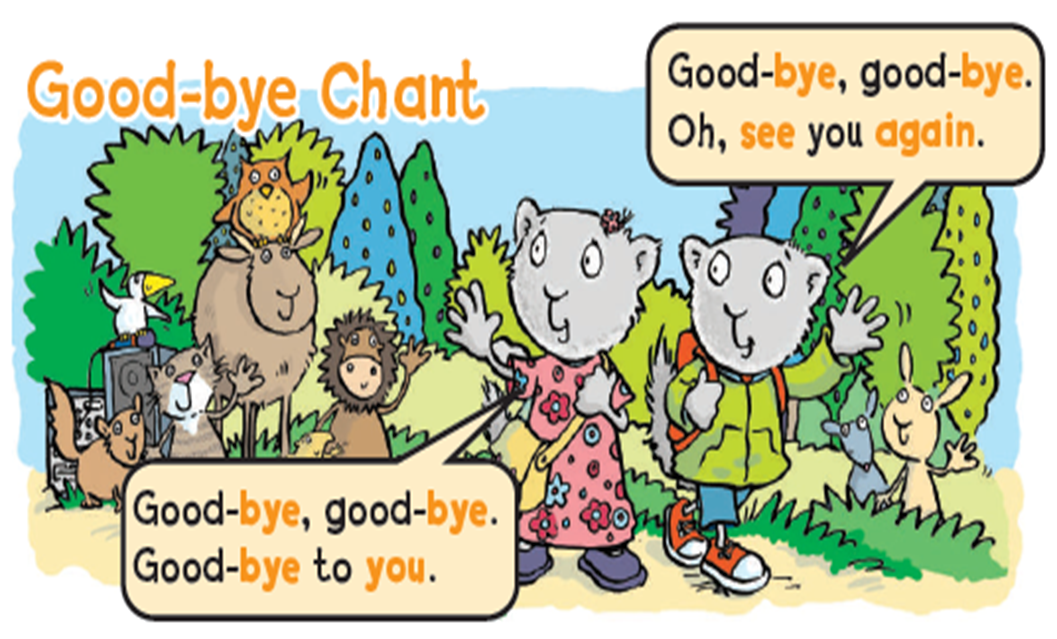 Good-bye Chant
Good-bye, good-bye.
Good-bye to you.
Good-bye, good-bye.
Oh, see you again.